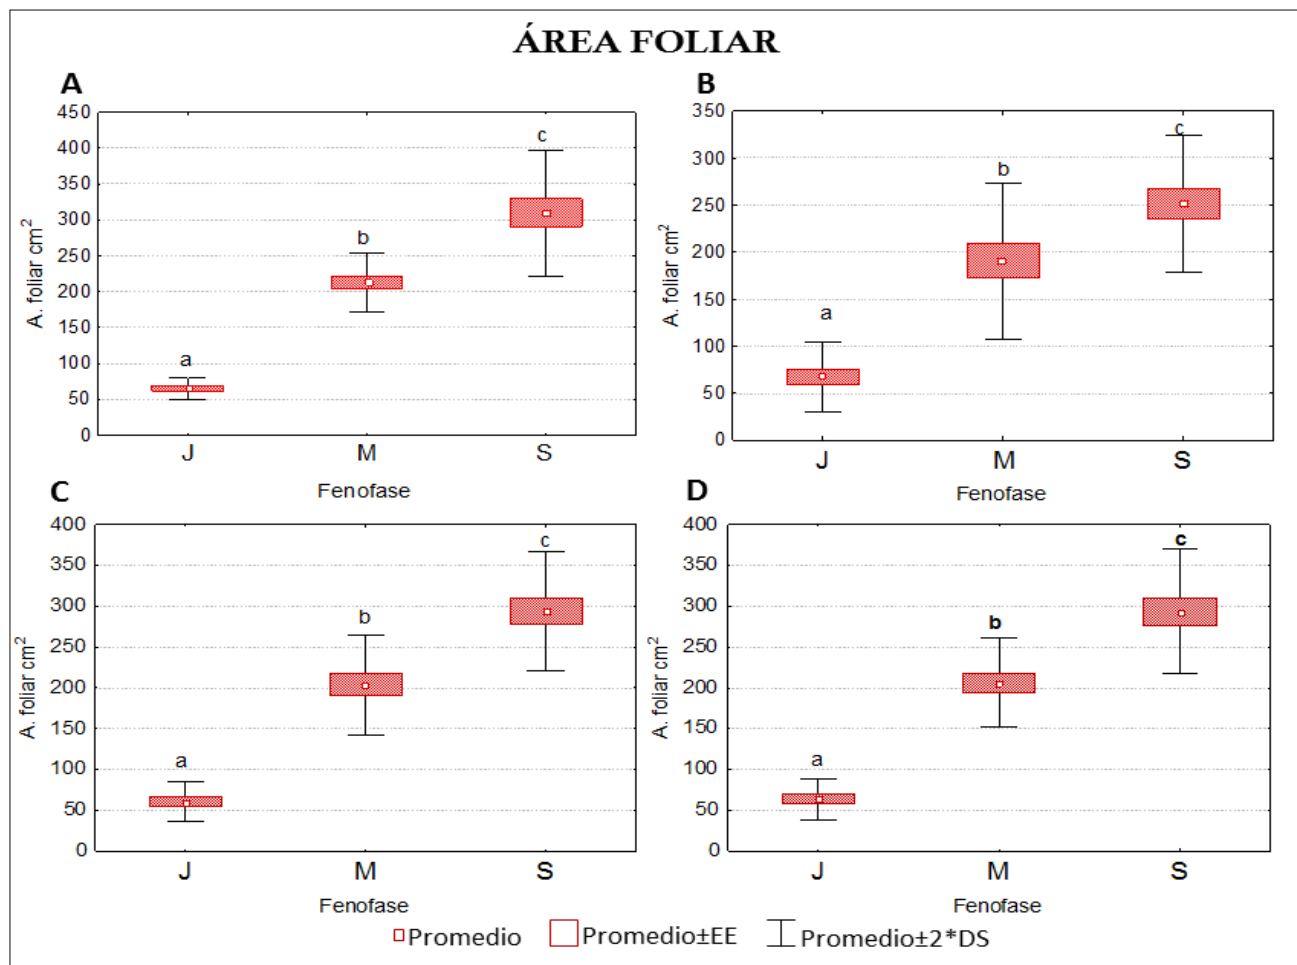 ÁREA FOLIAR
A
450
400
350
300
250
200
150
100
50
0
A. foliar cm²
a
b
c
J M S
Fenofase
B
350
300
250
200
150
100
50
0
A. foliar cm²
a
b
c
J M S
Fenofase
C
400
350
300
250
200
150
100
50
0
A. foliar cm²
a
b
c
J M S
Fenofase
D
400
350
300
250
200
150
100
50
0
A. foliar cm²
a
b
c
J M S
Fenofase
Promedio Promedio±EE Promedio±2*DS